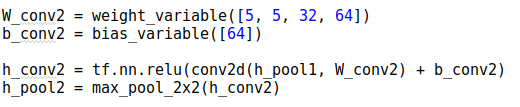 W_conv2 = weight_variable([5, 5, 32, 64])
b_conv2 = bias_variable([64])
h_conv2 = tf.nn.relu(conv2d(h_pool1, W_conv2) + b_conv2)
h_pool2 = max_pool_2x2(h_conv2)